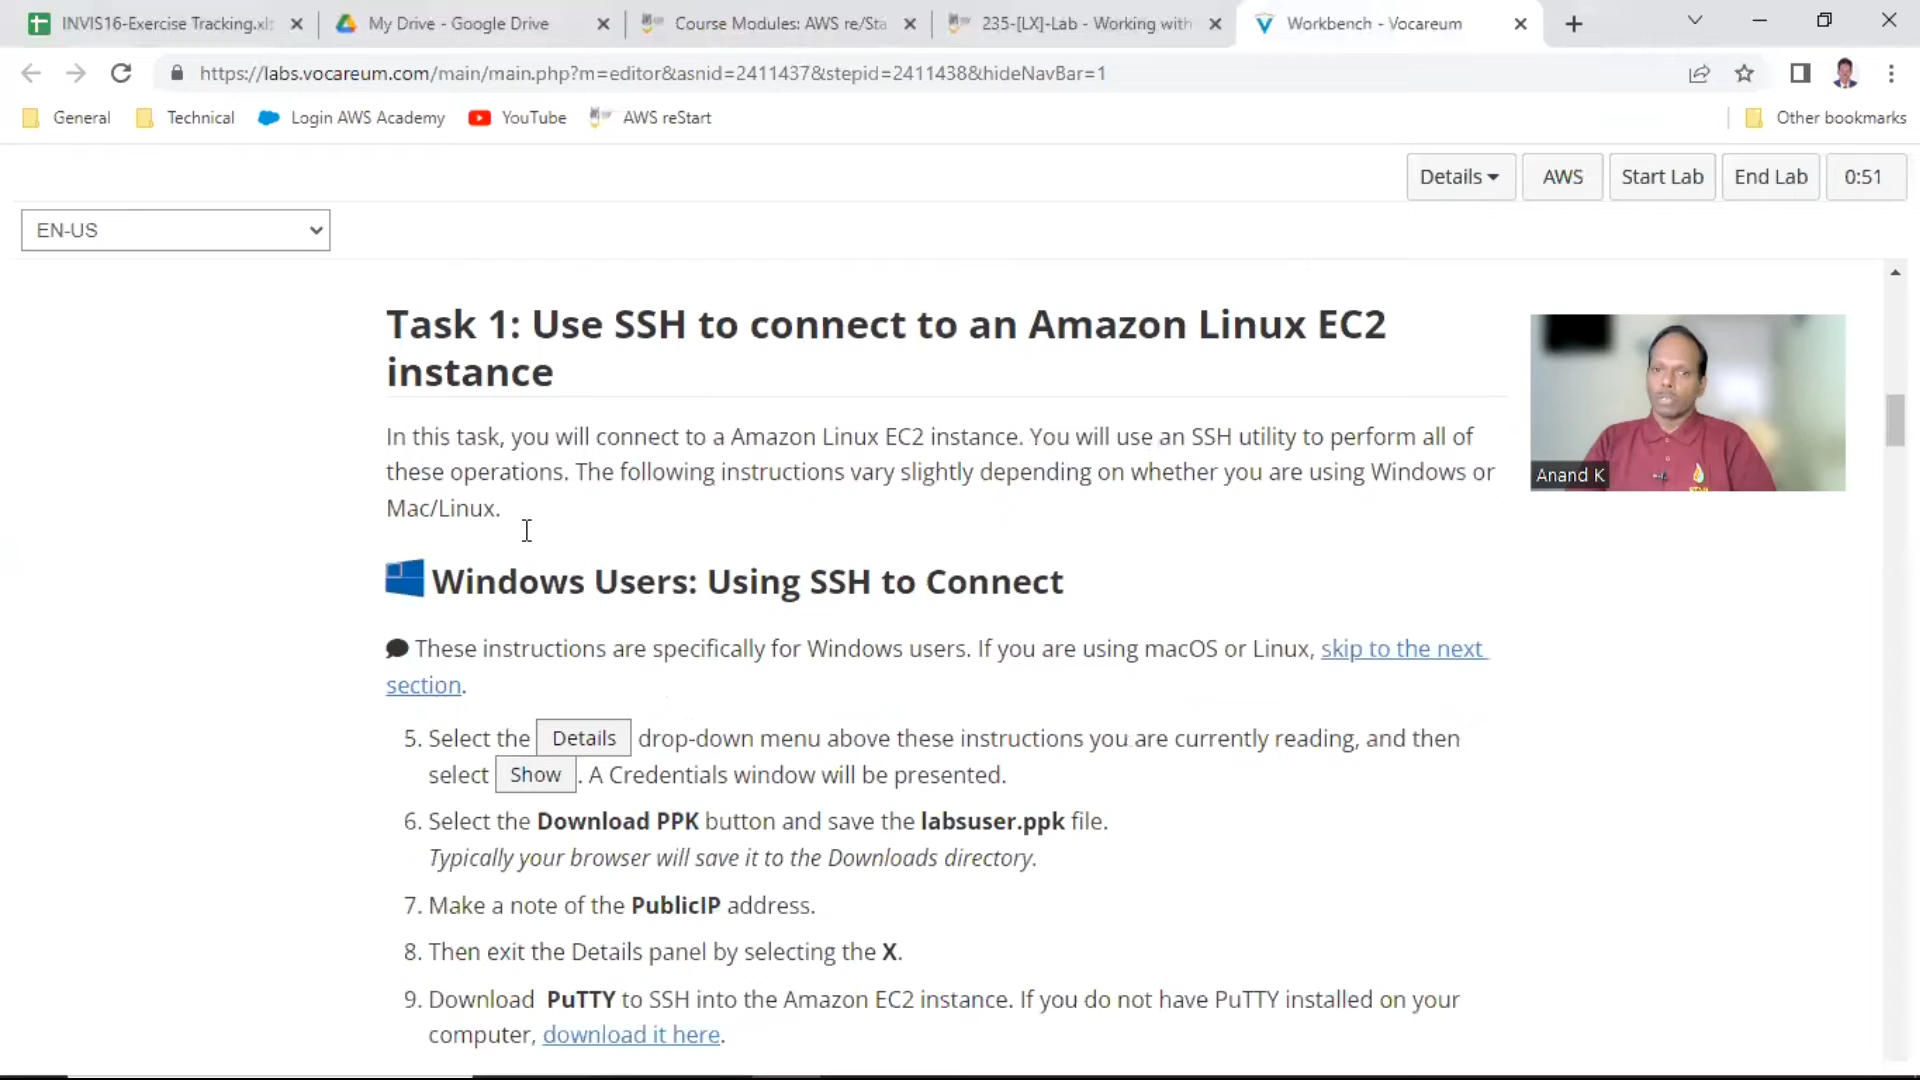 INVIS16-Exercise Tracking.xls
My Drive - Google Drive
Course Modules: AWS re/Sta
235-[LX]-Lab - Working with
Workbench - Vocareum
https://labs.vocareum.com/main/main.php?m=editor&asnid=2411437&stepid=2411438&hideNavBar=1
General
Technical
Login AWS Academy
YouTube
AWS reStart
Other bookmarks
Details
AWS
Start Lab
End Lab
0:51
EN-US
Task 1: Use SSH to connect to an Amazon Linux EC2
instance
In this task, you will connect to a Amazon Linux EC2 instance. You will use an SSH utility to perform all of
these operations. The following instructions vary slightly depending on whether you are using Windows or
Mac/Linux.
Anand K
Windows Users: Using SSH to Connect
These instructions are specifically for Windows users. If you are using macOS or Linux, skip to the next
section.
5. Select the Details drop-down menu above these instructions you are currently reading, and then
select Show. A Credentials window will be presented.
6. Select the Download PPK button and save the labsuser.ppk file.
Typically your browser will save it to the Downloads directory.
7. Make a note of the PublicIP address.
8. Then exit the Details panel by selecting the X.
9. Download PuTTY to SSH into the Amazon EC2 instance. If you do not have PuTTY installed on your
computer, download it here.